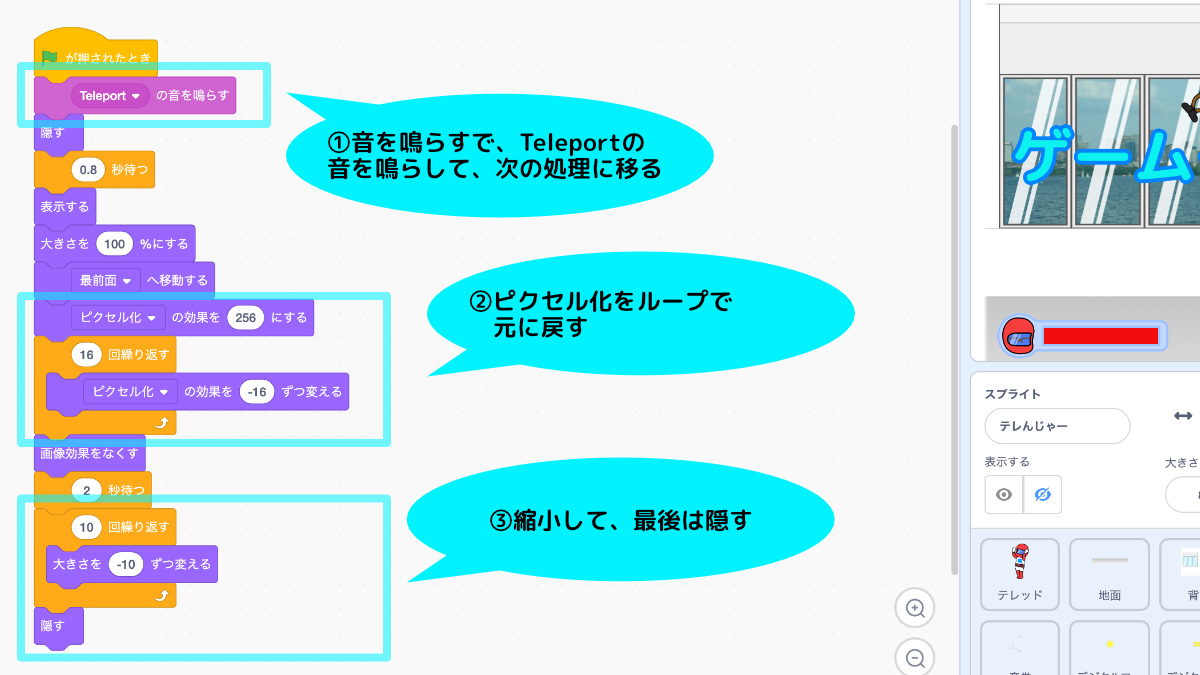 が押されたとき
Teleport の音を鳴らす
隠す
0.8 秒待つ
表示する
大きさを 100 %にする
最前面 へ移動する
ピクセル化 の効果を 256 にする
16 回繰り返す
ピクセル化 の効果を -16 ずつ変える
画像効果をなくす
2 秒待つ
10 回繰り返す
大きさを -10 ずつ変える
隠す
①音を鳴らすで、Teleportの
音を鳴らして、次の処理に移る
②ピクセル化をループで
元に戻す
③縮小して、最後は隠す
ゲーム
スプライト
テレんじゃー
表示する
大きさ
テレッド
地面
背